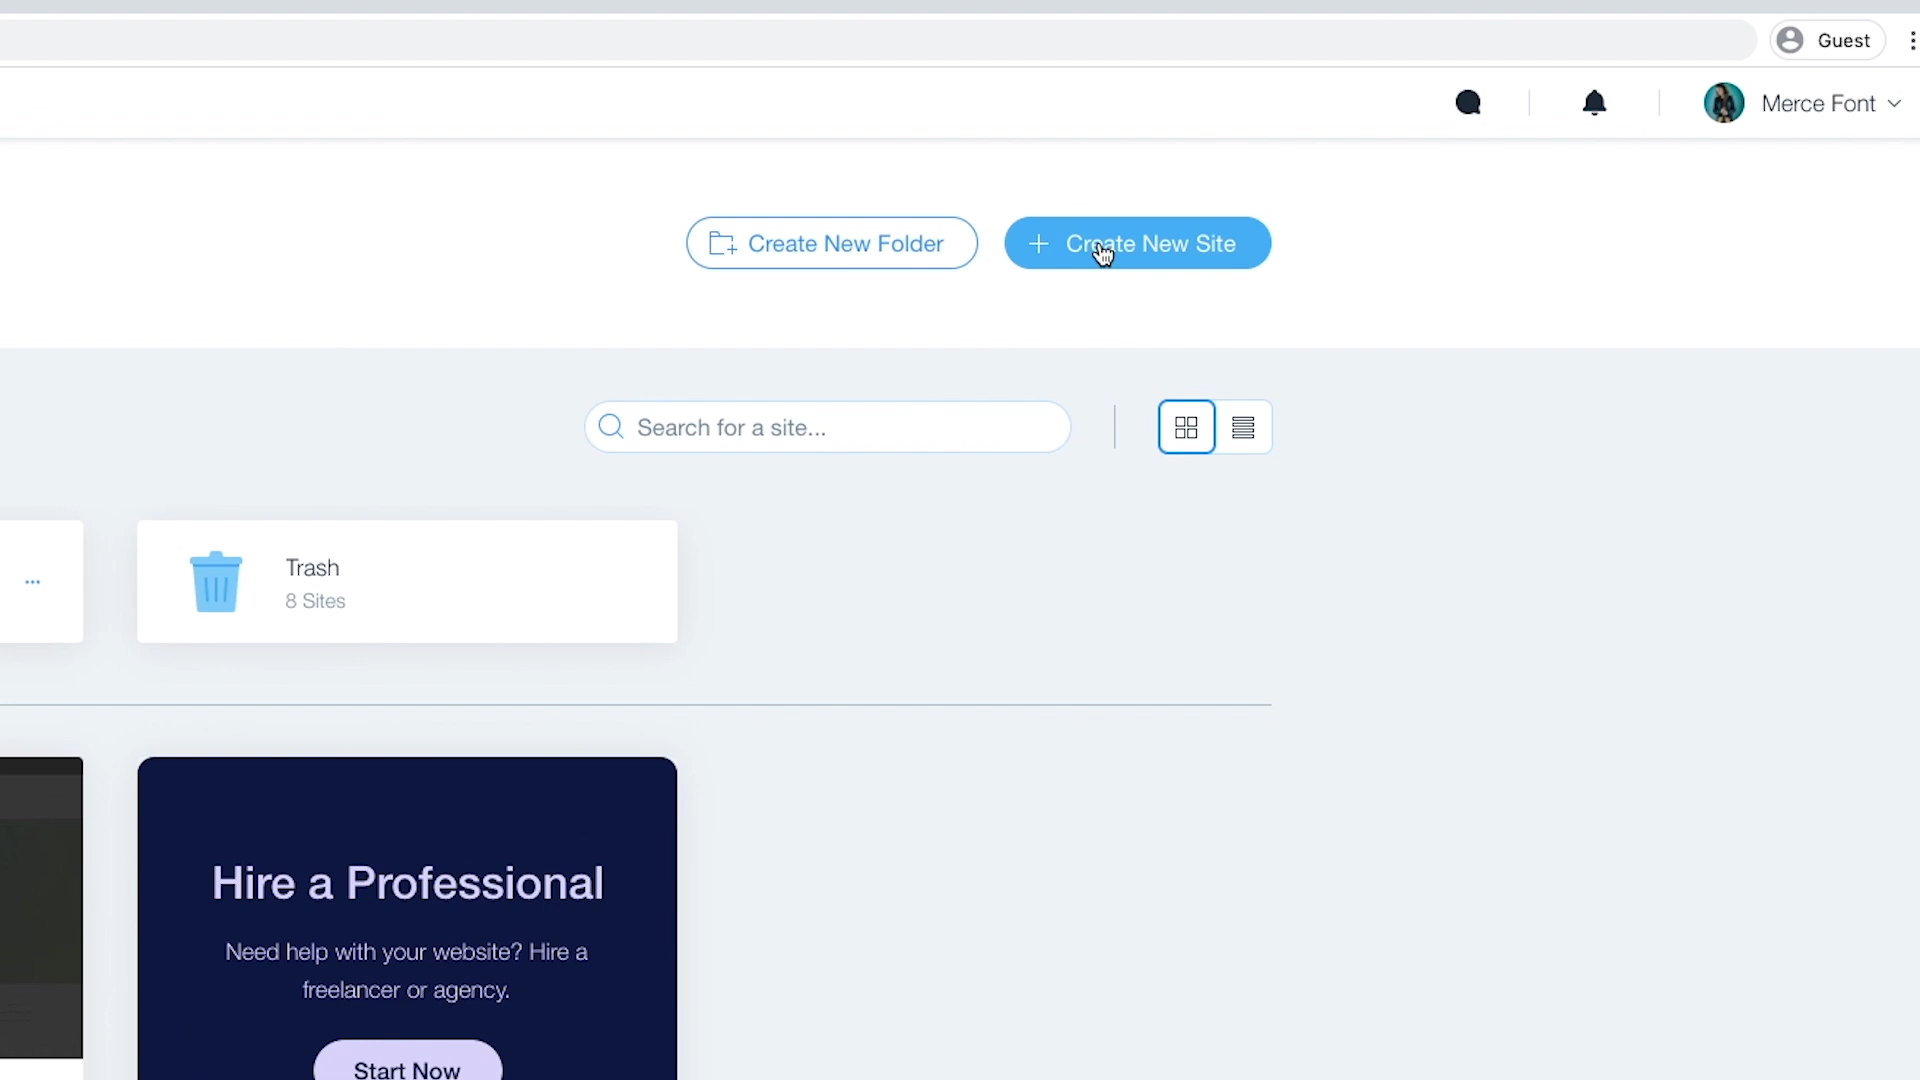 Guest
Merce Font
Create New Folder
Create New Site
Search for a site...
Trash
8 Sites
Hire a Professional
Need help with your website? Hire a
freelancer or agency.
Start Now